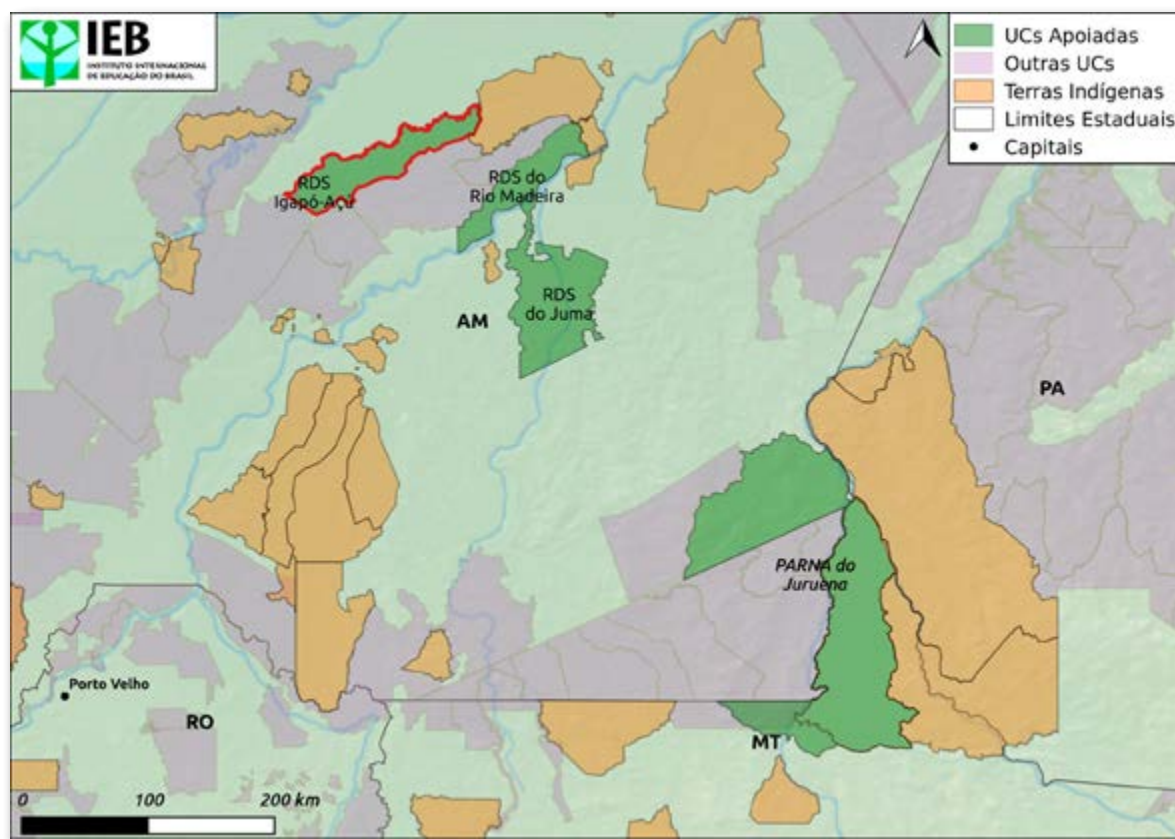 IEB
INSTITUTO INTERNACIONAL
DE EDUCAÇÃO DO BRASIL
UCs Apoiadas
Outras UCs
Terras Indígenas
Limites Estaduais
Capitais
RDS
Igapó-Açu
RDS do
Rio Madeira
RDS
do Juma
AM
PA
PARNA do
Juruena
Porto Velho
RO
MT
0 100 200 km